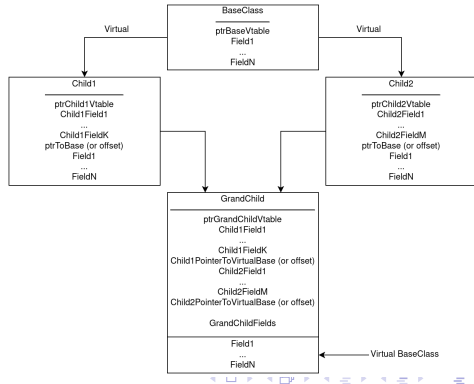 BaseClass
ptrBaseVtable
Field1
...
FieldN
Virtual
Virtual
Child1
ptrChild1Vtable
Child1Field1
...
Child1FieldK
ptrToBase (or offset)
Field1
...
FieldN
Child2
ptrChild2Vtable
Child2Field1
...
Child2FieldM
ptrToBase (or offset)
Field1
...
FieldN
GrandChild
ptrGrandChildVtable
Child1Field1
...
Child1FieldK
Child1PointerToVirtualBase (or offset)
Child2Field1
...
Child2FieldM
Child2PointerToVirtualBase (or offset)
GrandChildFields
Field1
...
FieldN
Virtual BaseClass